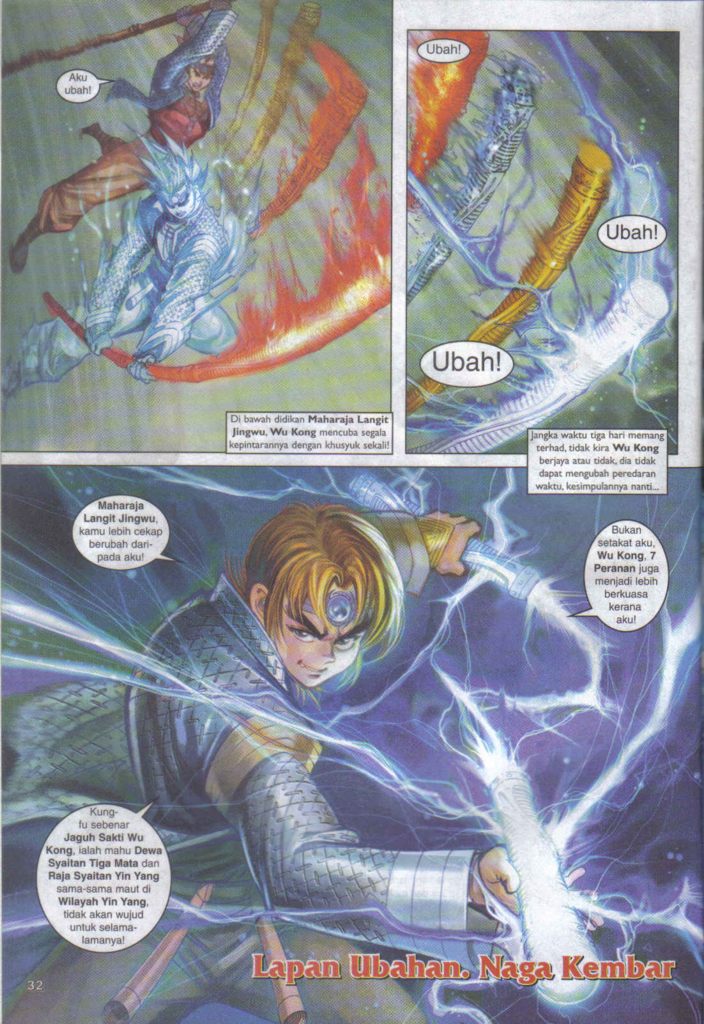 Aku
ubah!
Di bawah didikan Maharaja Langit
Jingwu, Wu Kong mencuba segala
kepintarannya dengan khusyuk sekali!
Ubah!
Ubah!
Ubah!
Jangka waktu tiga hari memang
terhad, tidak kira Wu Kong
berjaya atau tidak, dia tidak
dapat mengubah peredaran
waktu, kesimpulannya nanti...
Maharaja
Langit Jingwu,
kamu lebih cekap
berubah dari-
pada aku!
Bukan
setakat aku,
Wu Kong, 7
Peranan juga
menjadi lebih
berkuasa
kerana
aku!
Kung-
fu sebenar
Jaguh Sakti Wu
Kong, ialah mahu Dewa
Syaitan Tiga Mata dan
Raja Syaitan Yin Yang
sama-sama maut di
Wilayah Yin Yang,
tidak akan wujud
untuk selama-
lamanya!
Lapan Ubahan. Naga Kembar
32